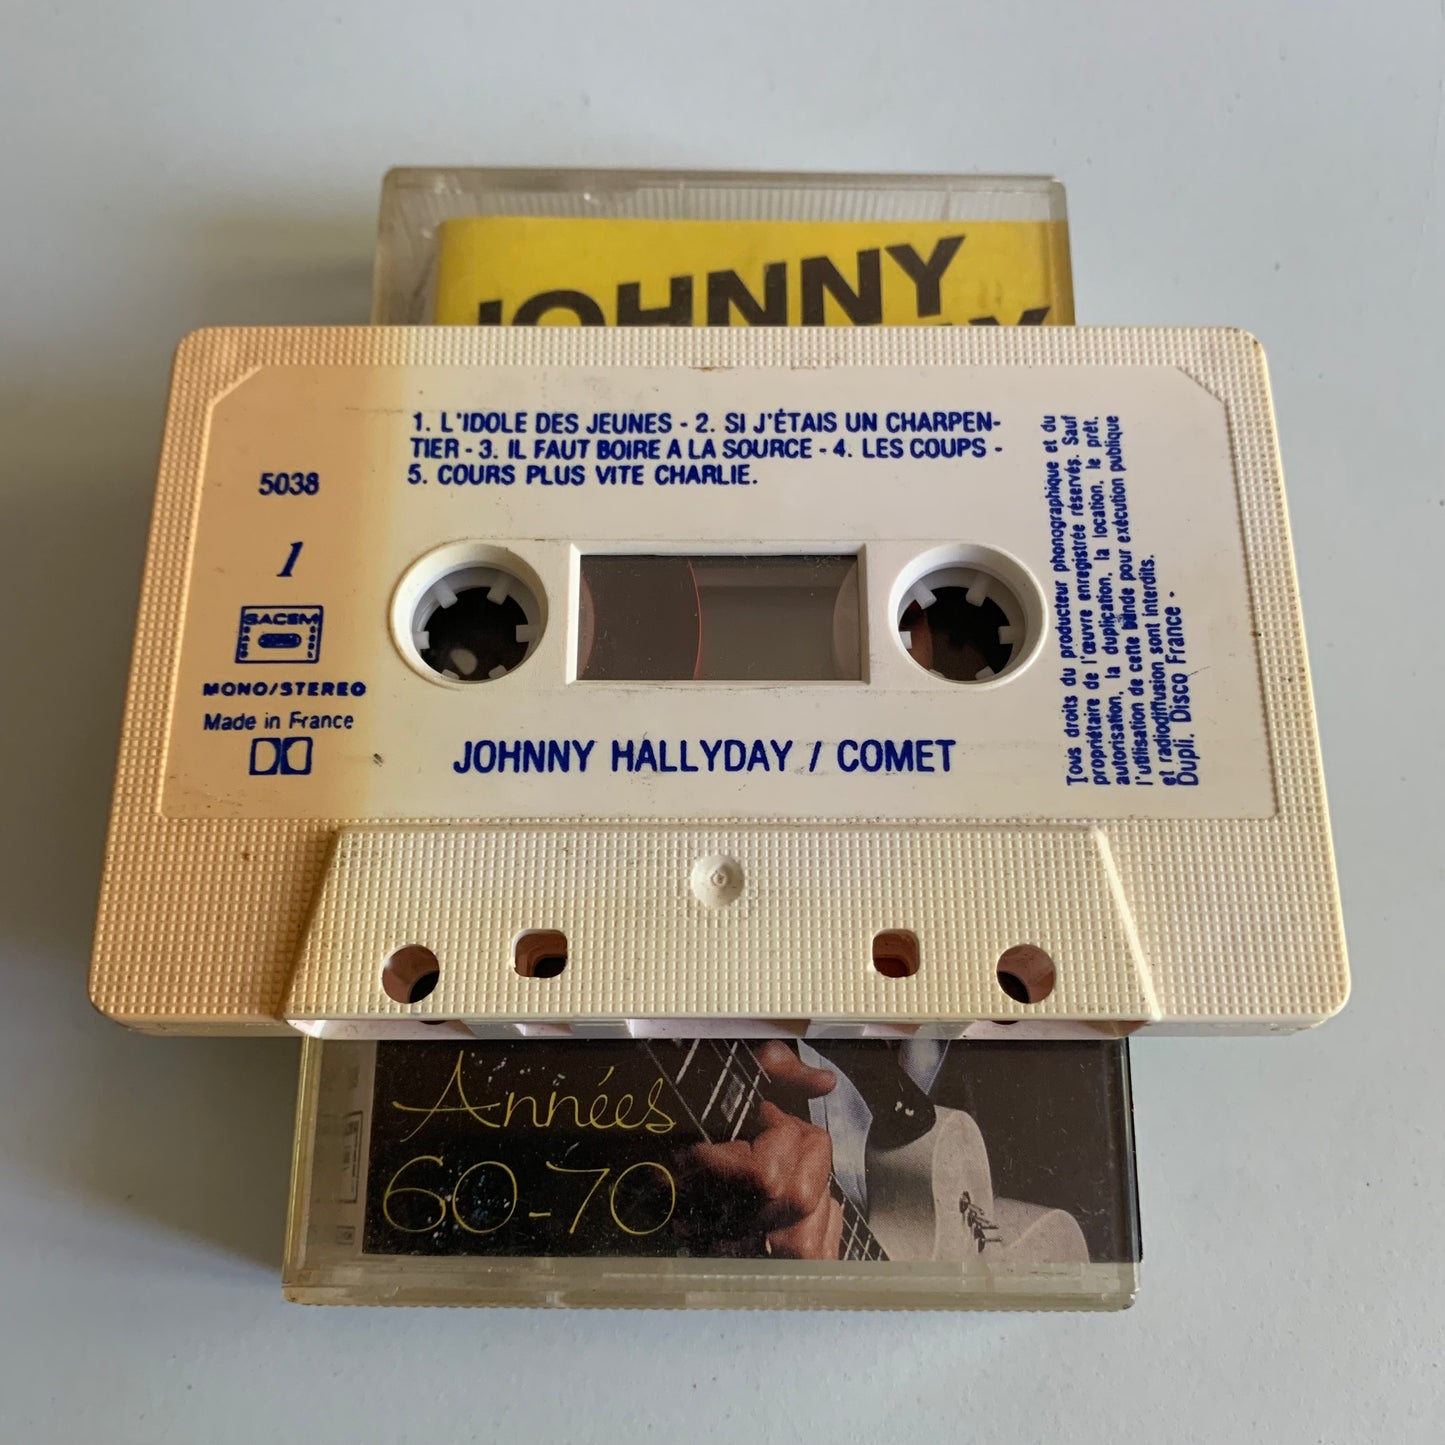 JOHNNY
1. L'IDOLE DES JEUNES - 2. SI J'ÉTAIS UN CHARPEN-
TIER - 3. IL FAUT BOIRE A LA SOURCE - 4. LES COUPS -
5. COURS PLUS VITE CHARLIE.
5038
1
SACEM
MONO/STEREO
Made in France
JOHNNY HALLYDAY / COMET
Tous droits du producteur phonographique et du
propriétaire de l'œuvre enregistrée réservés. Sauf
autorisation, la duplication, la location, le prêt,
l'utilisation de cette bande pour exécution publique
et radiodiffusion sont interdits.
Dupli. Disco France -
Années
60-70